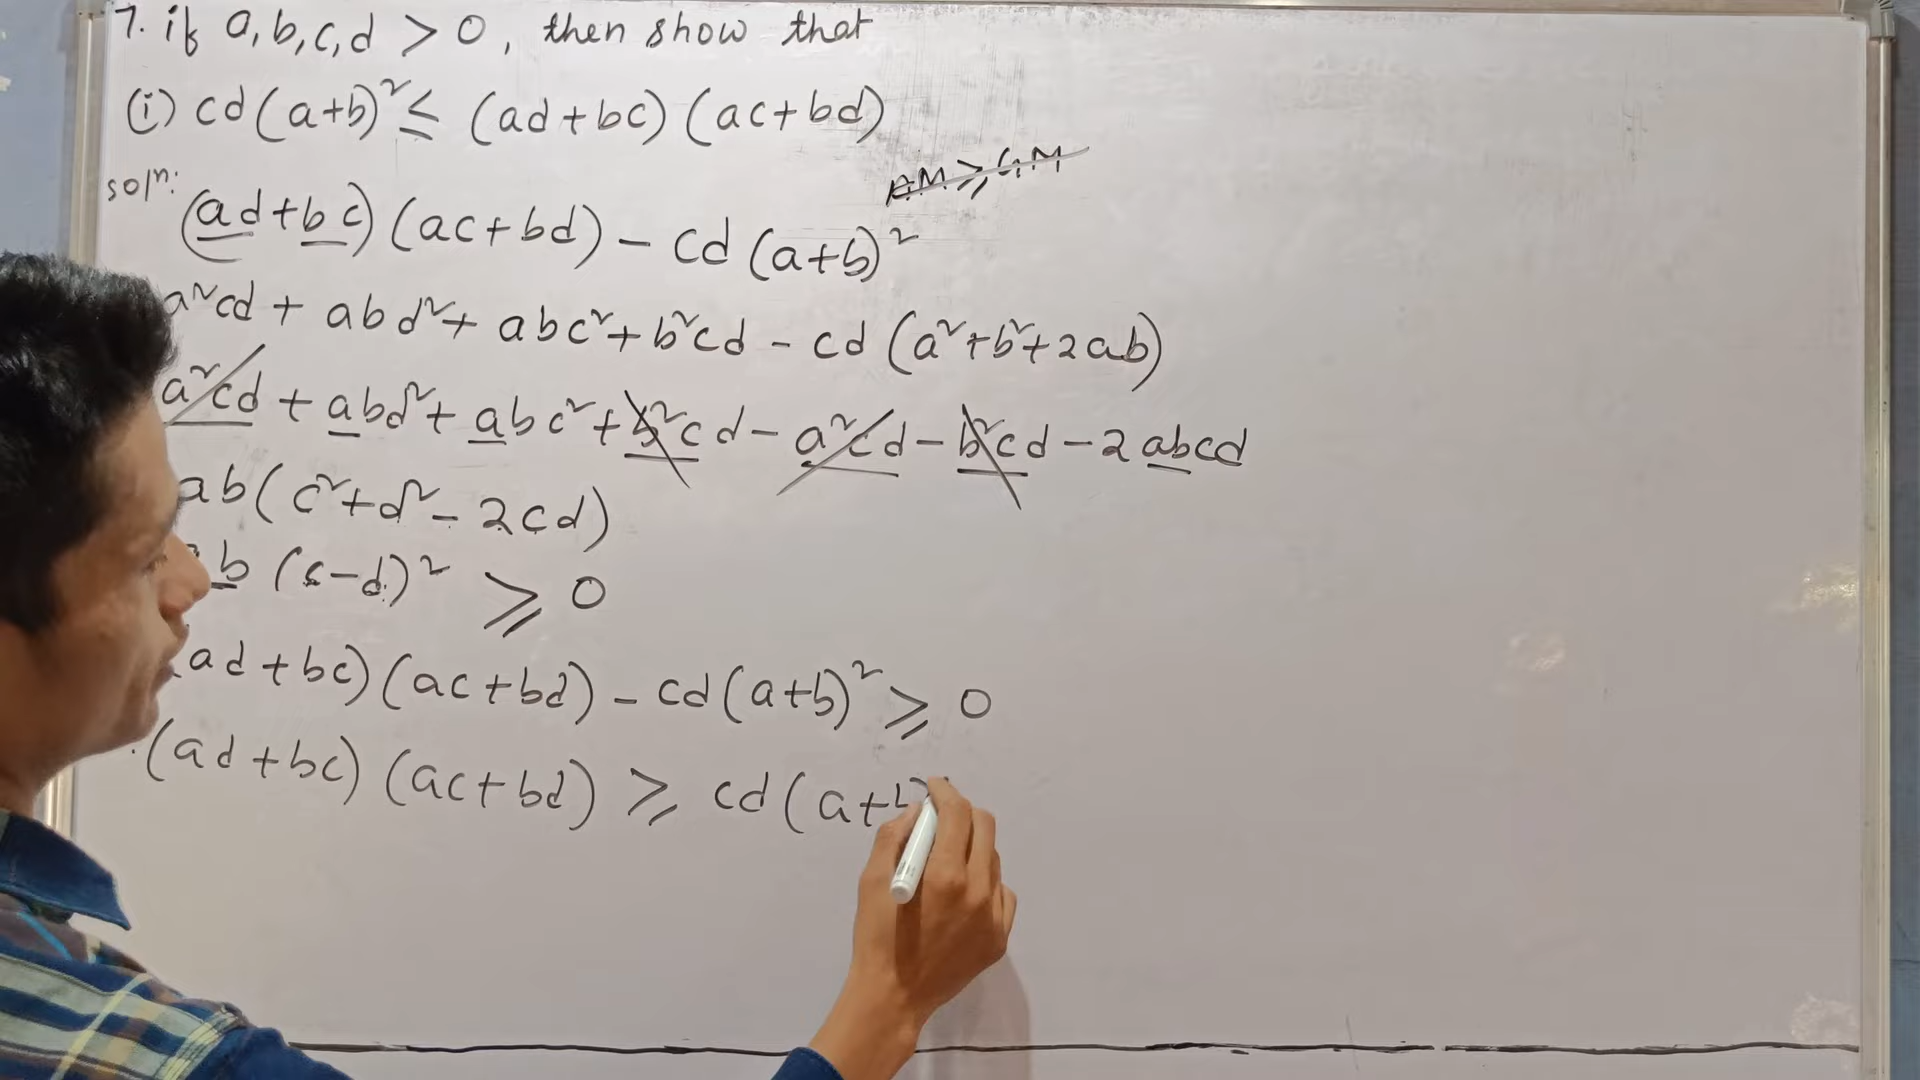 7. if a, b, c, d > 0, then show that
(i) cd(a+b)² ≤ (ad+bc)(ac+bd)
AM ≥ GM
soln: (ad+bc)(ac+bd) - cd(a+b)²
a²cd + abd² + abc² + b²cd - cd(a²+b²+2ab)
a²cd + abd² + abc² + b²cd - a²cd - b²cd - 2abcd
ab(c²+d²-2cd)
b(c-d)² ≥ 0
ad+bc)(ac+bd) - cd(a+b)² ≥ 0
(ad+bc)(ac+bd) ≥ cd(a+b